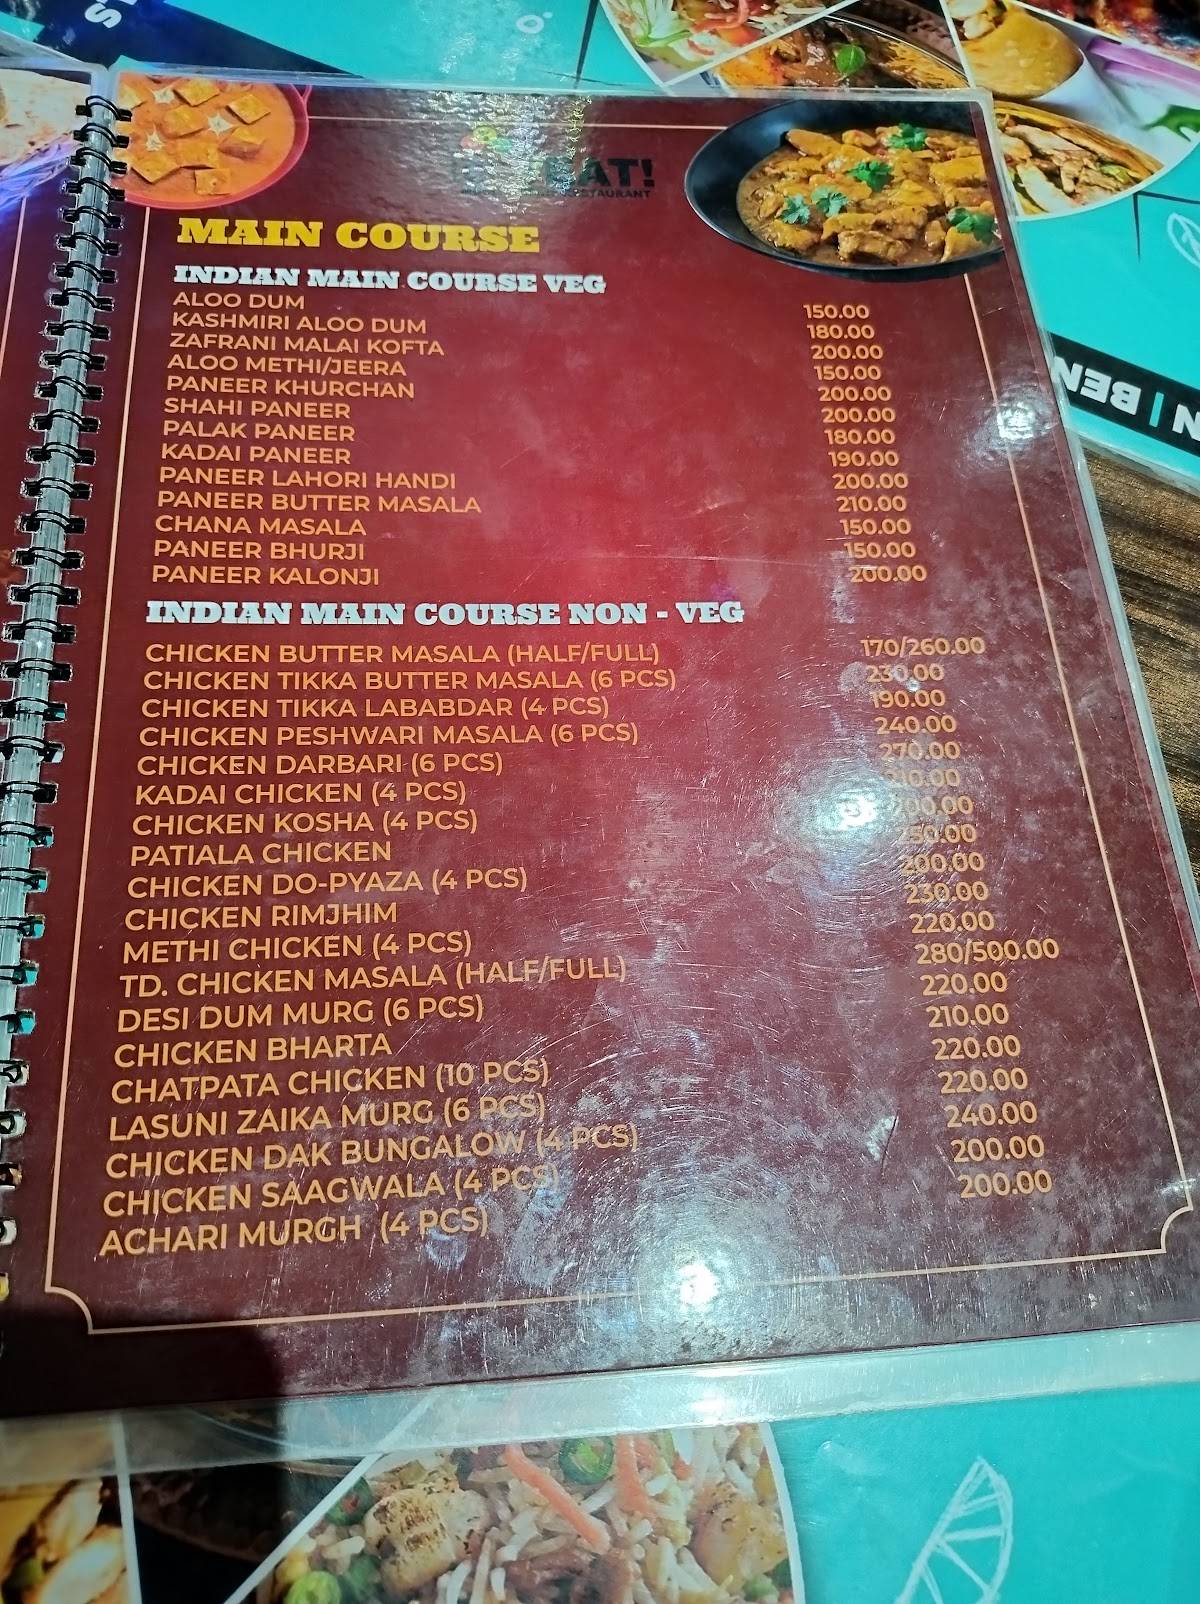 EAT!
RESTAURANT
MAIN COURSE
INDIAN MAIN COURSE VEG
ALOO DUM 150.00
KASHMIRI ALOO DUM 180.00
ZAFRANI MALAI KOFTA 200.00
ALOO METHI/JEERA 150.00
PANEER KHURCHAN 200.00
SHAHI PANEER 200.00
PALAK PANEER 180.00
KADAI PANEER 190.00
PANEER LAHORI HANDI 200.00
PANEER BUTTER MASALA 210.00
CHANA MASALA 150.00
PANEER BHURJI 150.00
PANEER KALONJI 200.00
INDIAN MAIN COURSE NON - VEG
CHICKEN BUTTER MASALA (HALF/FULL) 170/260.00
CHICKEN TIKKA BUTTER MASALA (6 PCS) 230.00
CHICKEN TIKKA LABABDAR (4 PCS) 190.00
CHICKEN PESHWARI MASALA (6 PCS) 240.00
CHICKEN DARBARI (6 PCS) 270.00
KADAI CHICKEN (4 PCS) 210.00
CHICKEN KOSHA (4 PCS) 200.00
PATIALA CHICKEN 250.00
CHICKEN DO-PYAZA (4 PCS) 200.00
CHICKEN RIMJHIM 230.00
METHI CHICKEN (4 PCS) 220.00
TD. CHICKEN MASALA (HALF/FULL) 280/500.00
DESI DUM MURG (6 PCS) 220.00
CHICKEN BHARTA 210.00
CHATPATA CHICKEN (10 PCS) 220.00
LASUNI ZAIKA MURG (6 PCS) 220.00
CHICKEN DAK BUNGALOW (4 PCS) 240.00
CHICKEN SAAGWALA (4 PCS) 200.00
ACHARI MURGH (4 PCS) 200.00